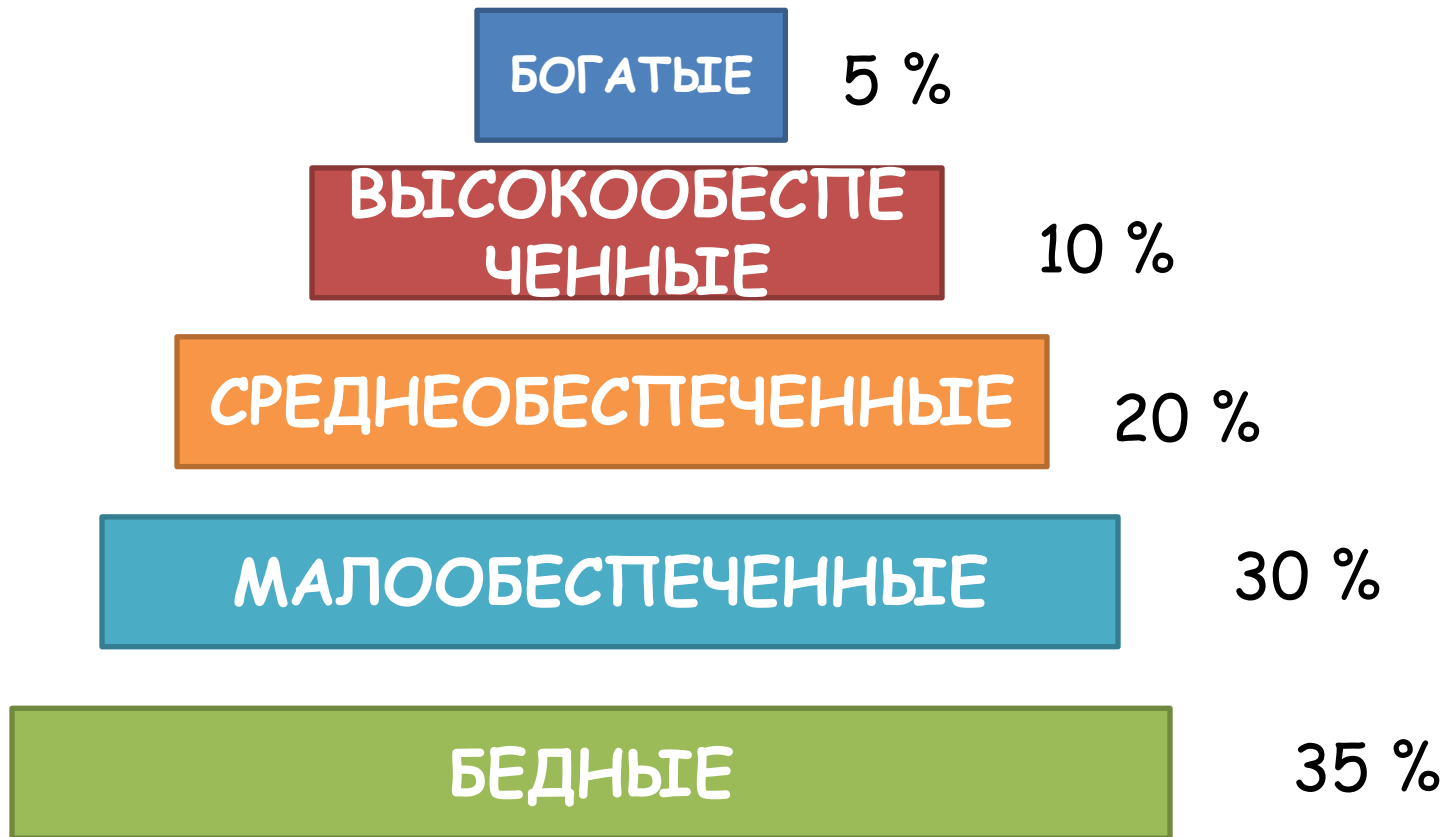 БОГАТЫЕ 5 %
ВЫСОКООБЕСПЕ
ЧЕННЫЕ 10 %
СРЕДНЕОБЕСПЕЧЕННЫЕ 20 %
МАЛООБЕСПЕЧЕННЫЕ 30 %
БЕДНЫЕ 35 %